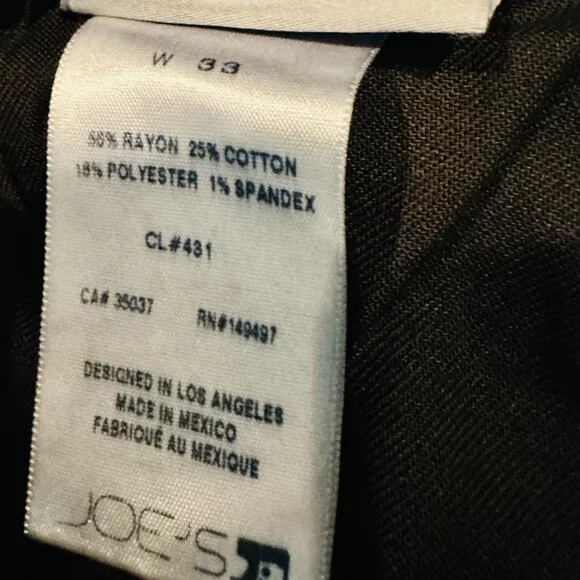 W 33
56% RAYON 25% COTTON
18% POLYESTER 1% SPANDEX
CL#431
CA# 35037 RN#149497
DESIGNED IN LOS ANGELES
MADE IN MEXICO
FABRIQUÉ AU MEXIQUE
JOE'S